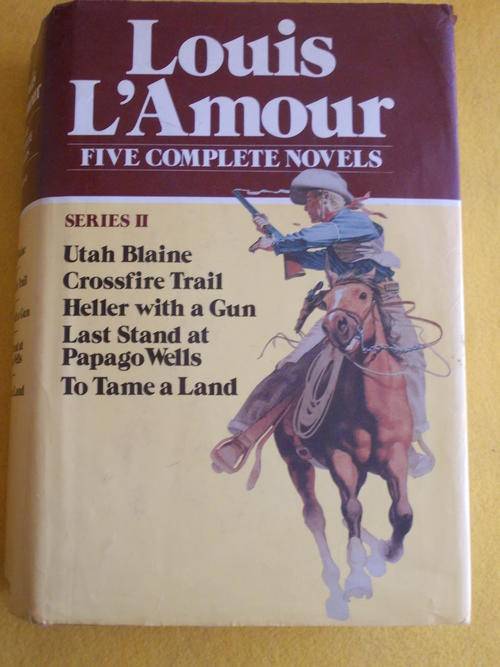 Louis
L'Amour
FIVE COMPLETE NOVELS
SERIES II
Utah Blaine
Crossfire Trail
Heller with a Gun
Last Stand at
Papago Wells
To Tame a Land